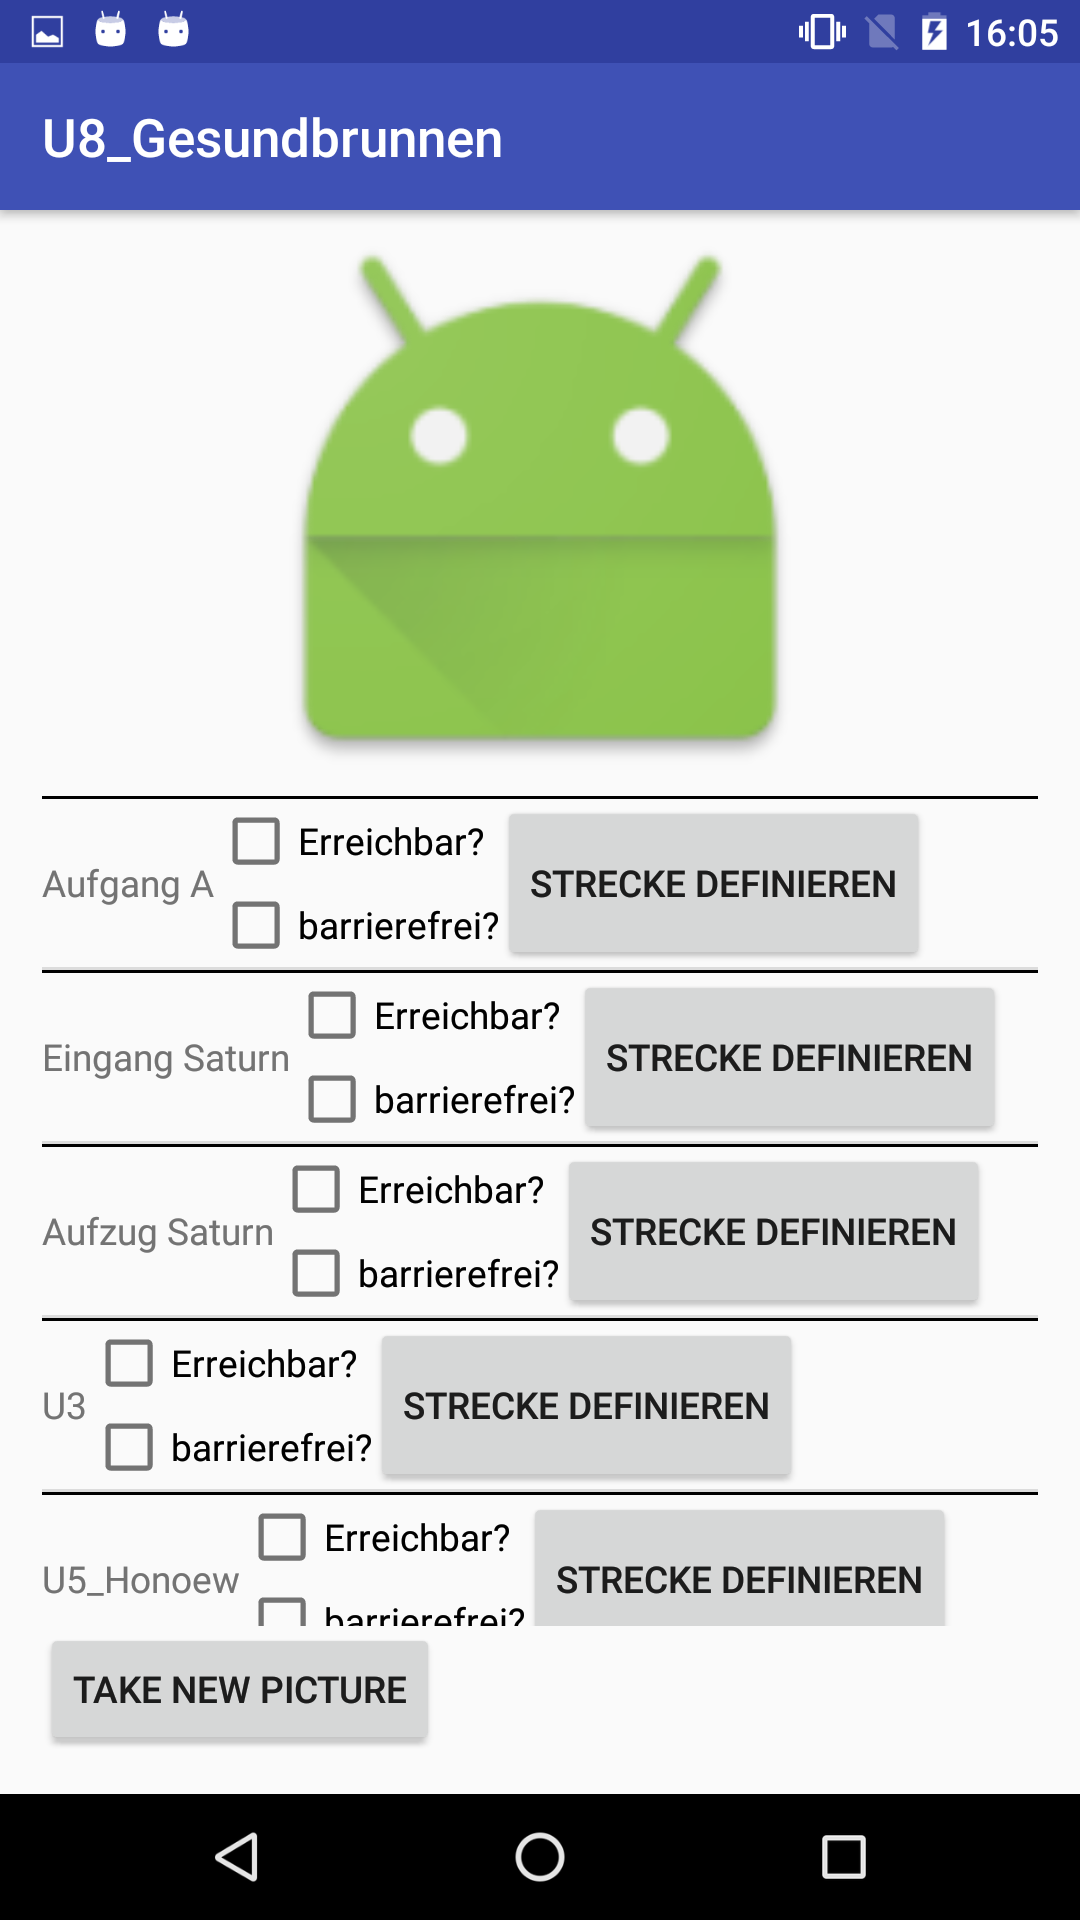 16:05
U8_Gesundbrunnen
Erreichbar?
Aufgang A
barrierefrei?
STRECKE DEFINIEREN
Erreichbar?
Eingang Saturn
barrierefrei?
STRECKE DEFINIEREN
Erreichbar?
Aufzug Saturn
barrierefrei?
STRECKE DEFINIEREN
Erreichbar?
U3
barrierefrei?
STRECKE DEFINIEREN
Erreichbar?
U5_Honoew
barrierefrei?
STRECKE DEFINIEREN
TAKE NEW PICTURE